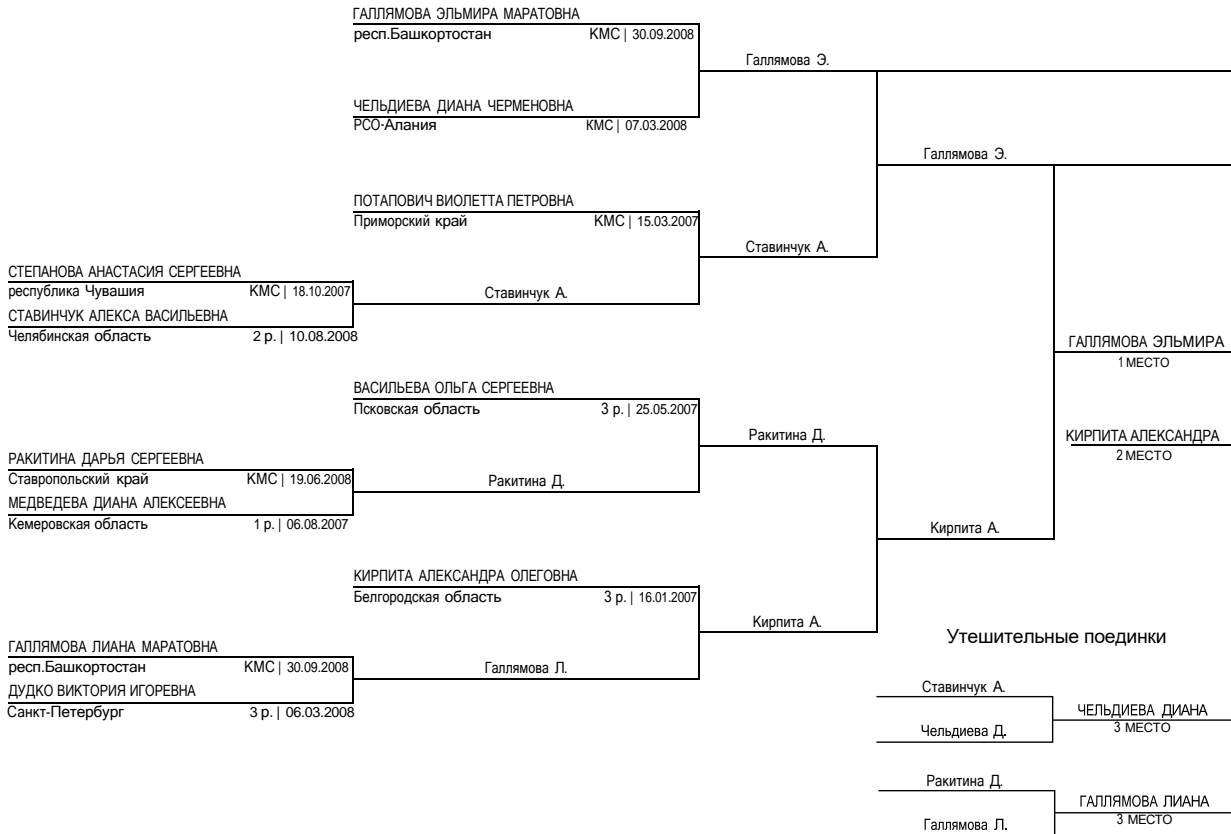 ГАЛЛЯМОВА ЭЛЬМИРА МАРАТОВНА
респ.Башкортостан КМС | 30.09.2008
Галлямова Э.
ЧЕЛЬДИЕВА ДИАНА ЧЕРМЕНОВНА
РСО-Алания КМС | 07.03.2008
Галлямова Э.
ПОТАПОВИЧ ВИОЛЕТТА ПЕТРОВНА
Приморский край КМС | 15.03.2007
Ставинчук А.
СТЕПАНОВА АНАСТАСИЯ СЕРГЕЕВНА
республика Чувашия КМС | 18.10.2007
Ставинчук А.
СТАВИНЧУК АЛЕКСА ВАСИЛЬЕВНА
Челябинская область 2 р. | 10.08.2008
ГАЛЛЯМОВА ЭЛЬМИРА
1 МЕСТО
ВАСИЛЬЕВА ОЛЬГА СЕРГЕЕВНА
Псковская область 3 р. | 25.05.2007
Ракитина Д.
КИРПИТА АЛЕКСАНДРА
2 МЕСТО
РАКИТИНА ДАРЬЯ СЕРГЕЕВНА
Ставропольский край КМС | 19.06.2008
Ракитина Д.
МЕДВЕДЕВА ДИАНА АЛЕКСЕЕВНА
Кемеровская область 1 р. | 06.08.2007
Кирпита А.
КИРПИТА АЛЕКСАНДРА ОЛЕГОВНА
Белгородская область 3 р. | 16.01.2007
Кирпита А.
Утешительные поединки
ГАЛЛЯМОВА ЛИАНА МАРАТОВНА
респ.Башкортостан КМС | 30.09.2008
Галлямова Л.
ДУДКО ВИКТОРИЯ ИГОРЕВНА
Санкт-Петербург 3 р. | 06.03.2008
Ставинчук А.
ЧЕЛЬДИЕВА ДИАНА
3 МЕСТО
Чельдиева Д.
Ракитина Д.
ГАЛЛЯМОВА ЛИАНА
3 МЕСТО
Галлямова Л.